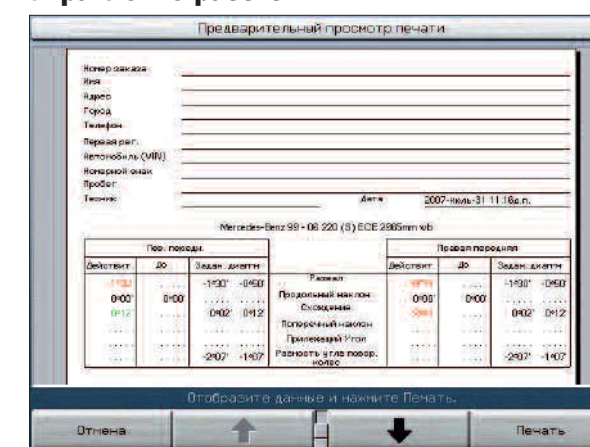 Предварительный просмотр печати
Номер заказа
Имя
Адрес
Город
Телефон
Первая рег.
Автомобиль (VIN)
Номерной знак
Пробег
Техник Дата 2007-июль-31 11:16д.п.
Mercedes-Benz 99 - 06 220 (S) ECE 2965mm wb
Лев. передн. Правая передняя
Действит До Задан. диапазон Действит До Задан. диапазон
Развал -1°30' -0°50' -1°30' -0°50'
0°00' 0°00' Продольный наклон 0°00' 0°00'
0°12' 0°02' 0°12' Схождение 0°02' 0°12'
Поперечный наклон
Прилежащий Угол
-2°07' -1°07' Разность угла повор. колес -2°07' -1°07'
Отобразите данные и нажмите Печать.
Отмена Печать